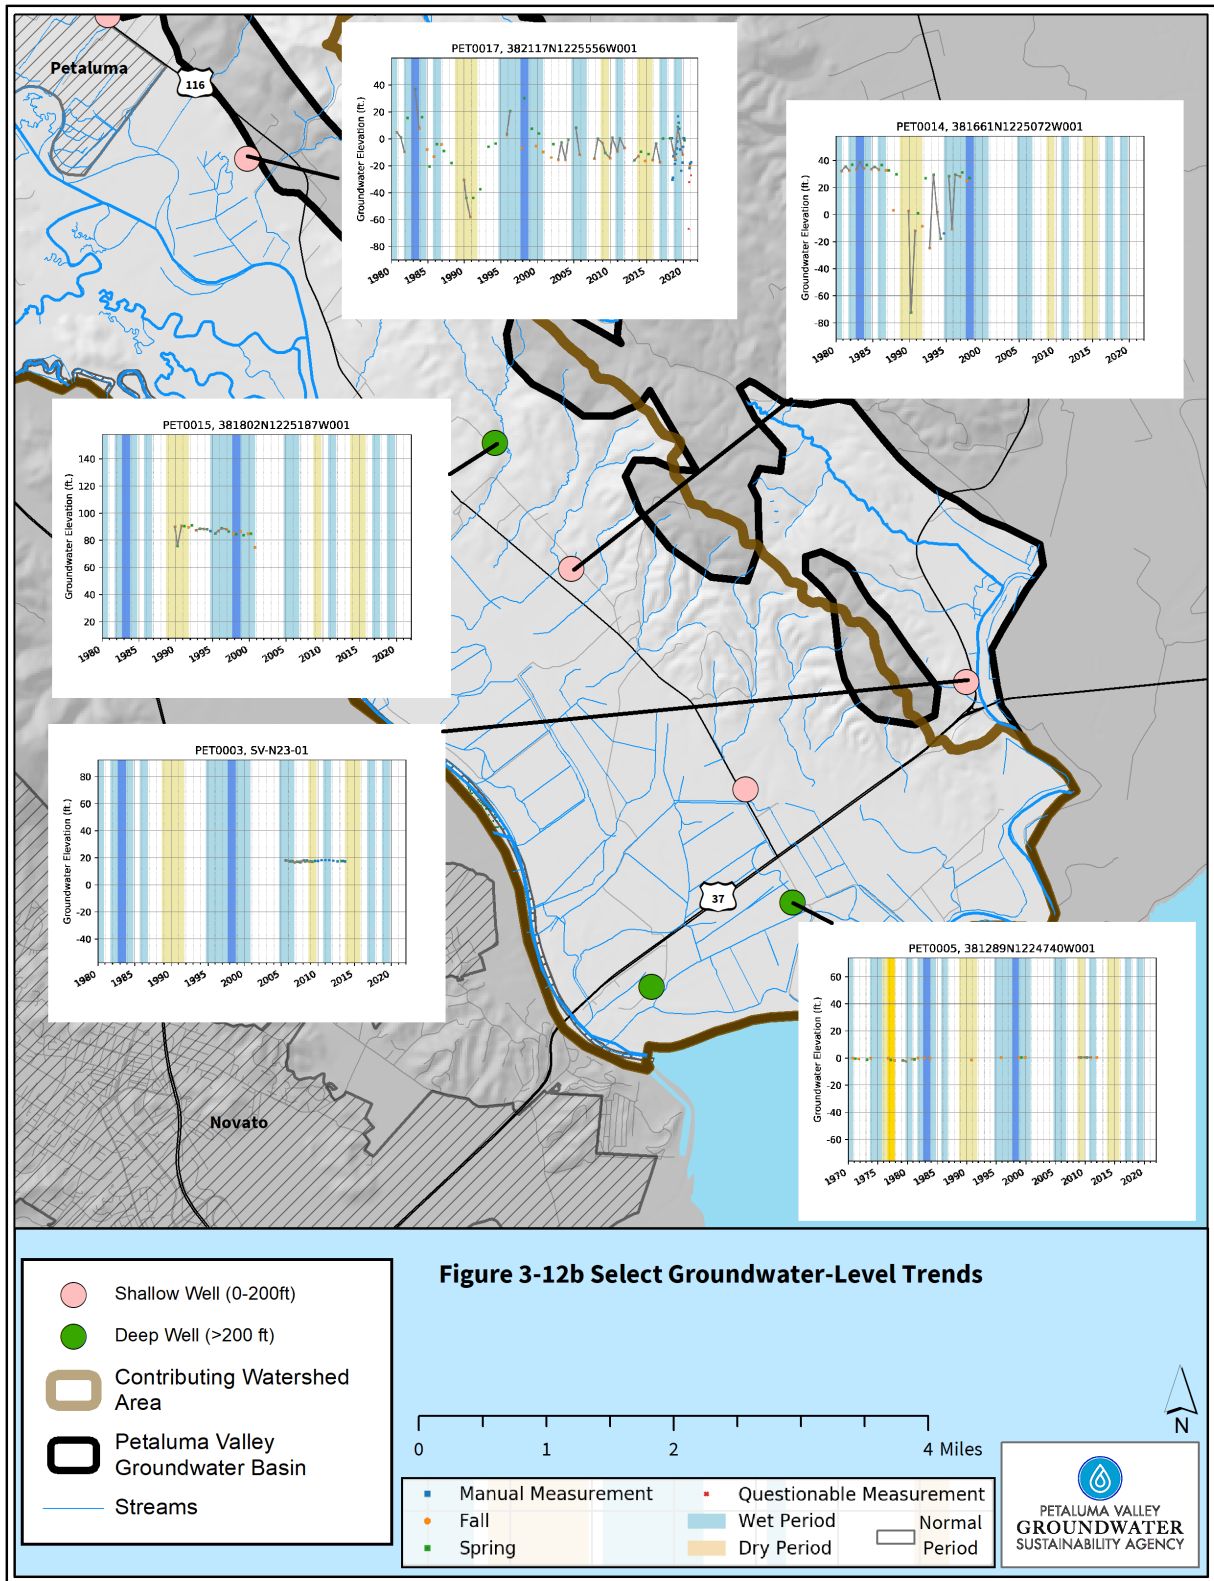 Petaluma
116
PET0017, 382117N1225556W001
Groundwater Elevation (ft.)
40
20
0
-20
-40
-60
-80
1980
1985
1990
1995
2000
2005
2010
2015
2020
PET0014, 381661N1225072W001
Groundwater Elevation (ft.)
40
20
0
-20
-40
-60
-80
1980
1985
1990
1995
2000
2005
2010
2015
2020
PET0015, 381802N1225187W001
Groundwater Elevation (ft.)
140
120
100
80
60
40
20
1980
1985
1990
1995
2000
2005
2010
2015
2020
PET0003, SV-N23-01
Groundwater Elevation (ft.)
80
60
40
20
0
-20
-40
1980
1985
1990
1995
2000
2005
2010
2015
2020
37
PET0005, 381289N1224740W001
Groundwater Elevation (ft.)
60
40
20
0
-20
-40
-60
1970
1975
1980
1985
1990
1995
2000
2005
2010
2015
2020
Novato
Figure 3-12b Select Groundwater-Level Trends
Shallow Well (0-200ft)
Deep Well (>200 ft)
Contributing Watershed
Area
Petaluma Valley
Groundwater Basin
Streams
0 1 2 4 Miles
N
Manual Measurement
Fall
Spring
Questionable Measurement
Wet Period
Dry Period
Normal
Period
PETALUMA VALLEY
GROUNDWATER
SUSTAINABILITY AGENCY